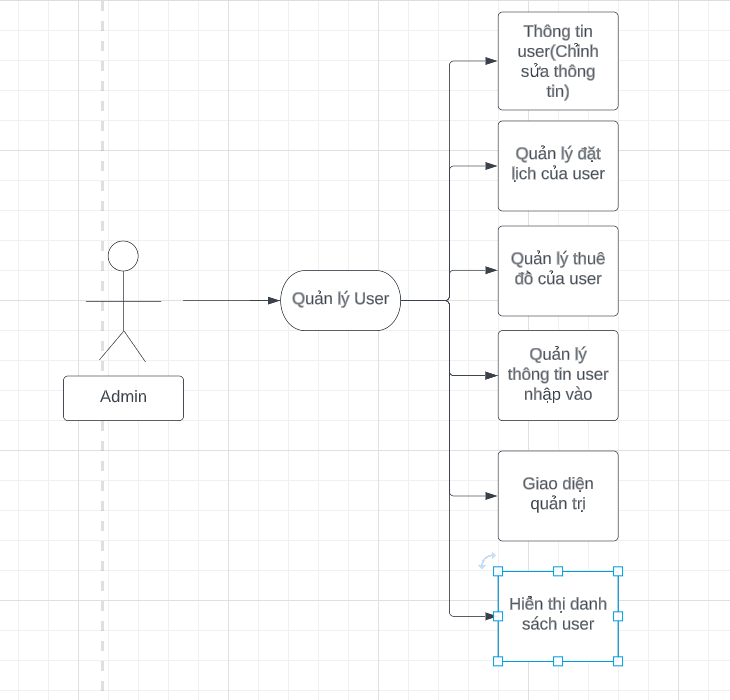 Thông tin
user(Chỉnh
sửa thông
tin)
Quản lý đặt
lịch của user
Quản lý thuê
đồ của user
Quản lý User
Quản lý
thông tin user
nhập vào
Admin
Giao diện
quản trị
Hiển thị danh
sách user